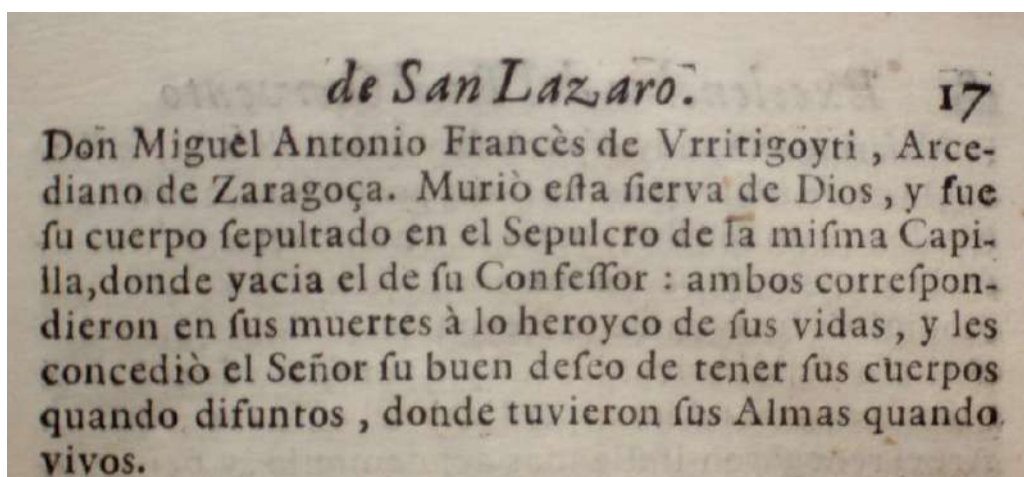 de San Lazaro. 17
Don Miguèl Antonio Francès de Vrritigoyti, Arce-
diano de Zaragoça. Muriò eſta ſierva de Dios, y fue
ſu cuerpo ſepultado en el Sepulcro de la miſma Capi-
lla, donde yacia el de ſu Confeſſor : ambos correſpon-
dieron en ſus muertes à lo heroyco de ſus vidas, y les
concediò el Señor ſu buen deſeo de tener ſus cuerpos
quando difuntos, donde tuvieron ſus Almas quando
vivos.